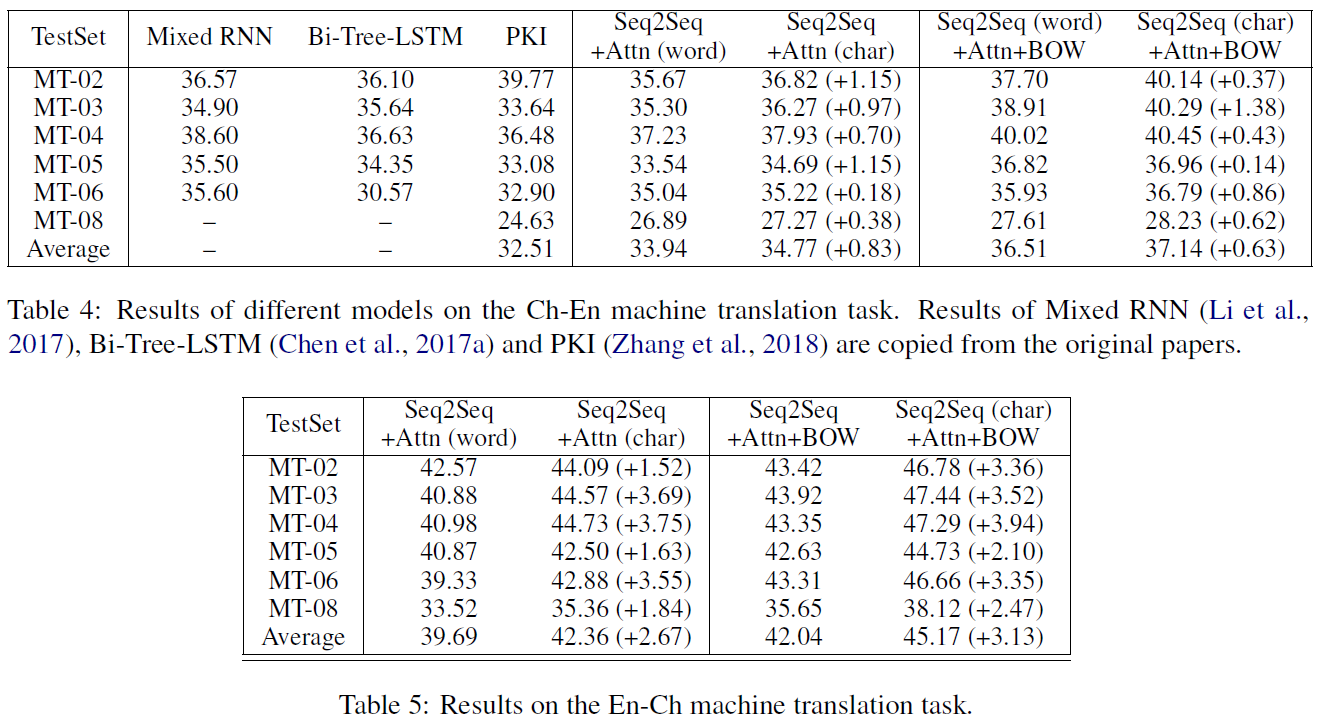 TestSet Mixed RNN Bi-Tree-LSTM PKI Seq2Seq +Attn (word) Seq2Seq +Attn (char) Seq2Seq (word) +Attn+BOW Seq2Seq (char) +Attn+BOW
MT-02 36.57 36.10 39.77 35.67 36.82 (+1.15) 37.70 40.14 (+0.37)
MT-03 34.90 35.64 33.64 35.30 36.27 (+0.97) 38.91 40.29 (+1.38)
MT-04 38.60 36.63 36.48 37.23 37.93 (+0.70) 40.02 40.45 (+0.43)
MT-05 35.50 34.35 33.08 33.54 34.69 (+1.15) 36.82 36.96 (+0.14)
MT-06 35.60 30.57 32.90 35.04 35.22 (+0.18) 35.93 36.79 (+0.86)
MT-08 – – 24.63 26.89 27.27 (+0.38) 27.61 28.23 (+0.62)
Average – – 32.51 33.94 34.77 (+0.83) 36.51 37.14 (+0.63)
Table 4: Results of different models on the Ch-En machine translation task. Results of Mixed RNN (Li et al.,
2017), Bi-Tree-LSTM (Chen et al., 2017a) and PKI (Zhang et al., 2018) are copied from the original papers.
TestSet Seq2Seq +Attn (word) Seq2Seq +Attn (char) Seq2Seq +Attn+BOW Seq2Seq (char) +Attn+BOW
MT-02 42.57 44.09 (+1.52) 43.42 46.78 (+3.36)
MT-03 40.88 44.57 (+3.69) 43.92 47.44 (+3.52)
MT-04 40.98 44.73 (+3.75) 43.35 47.29 (+3.94)
MT-05 40.87 42.50 (+1.63) 42.63 44.73 (+2.10)
MT-06 39.33 42.88 (+3.55) 43.31 46.66 (+3.35)
MT-08 33.52 35.36 (+1.84) 35.65 38.12 (+2.47)
Average 39.69 42.36 (+2.67) 42.04 45.17 (+3.13)
Table 5: Results on the En-Ch machine translation task.